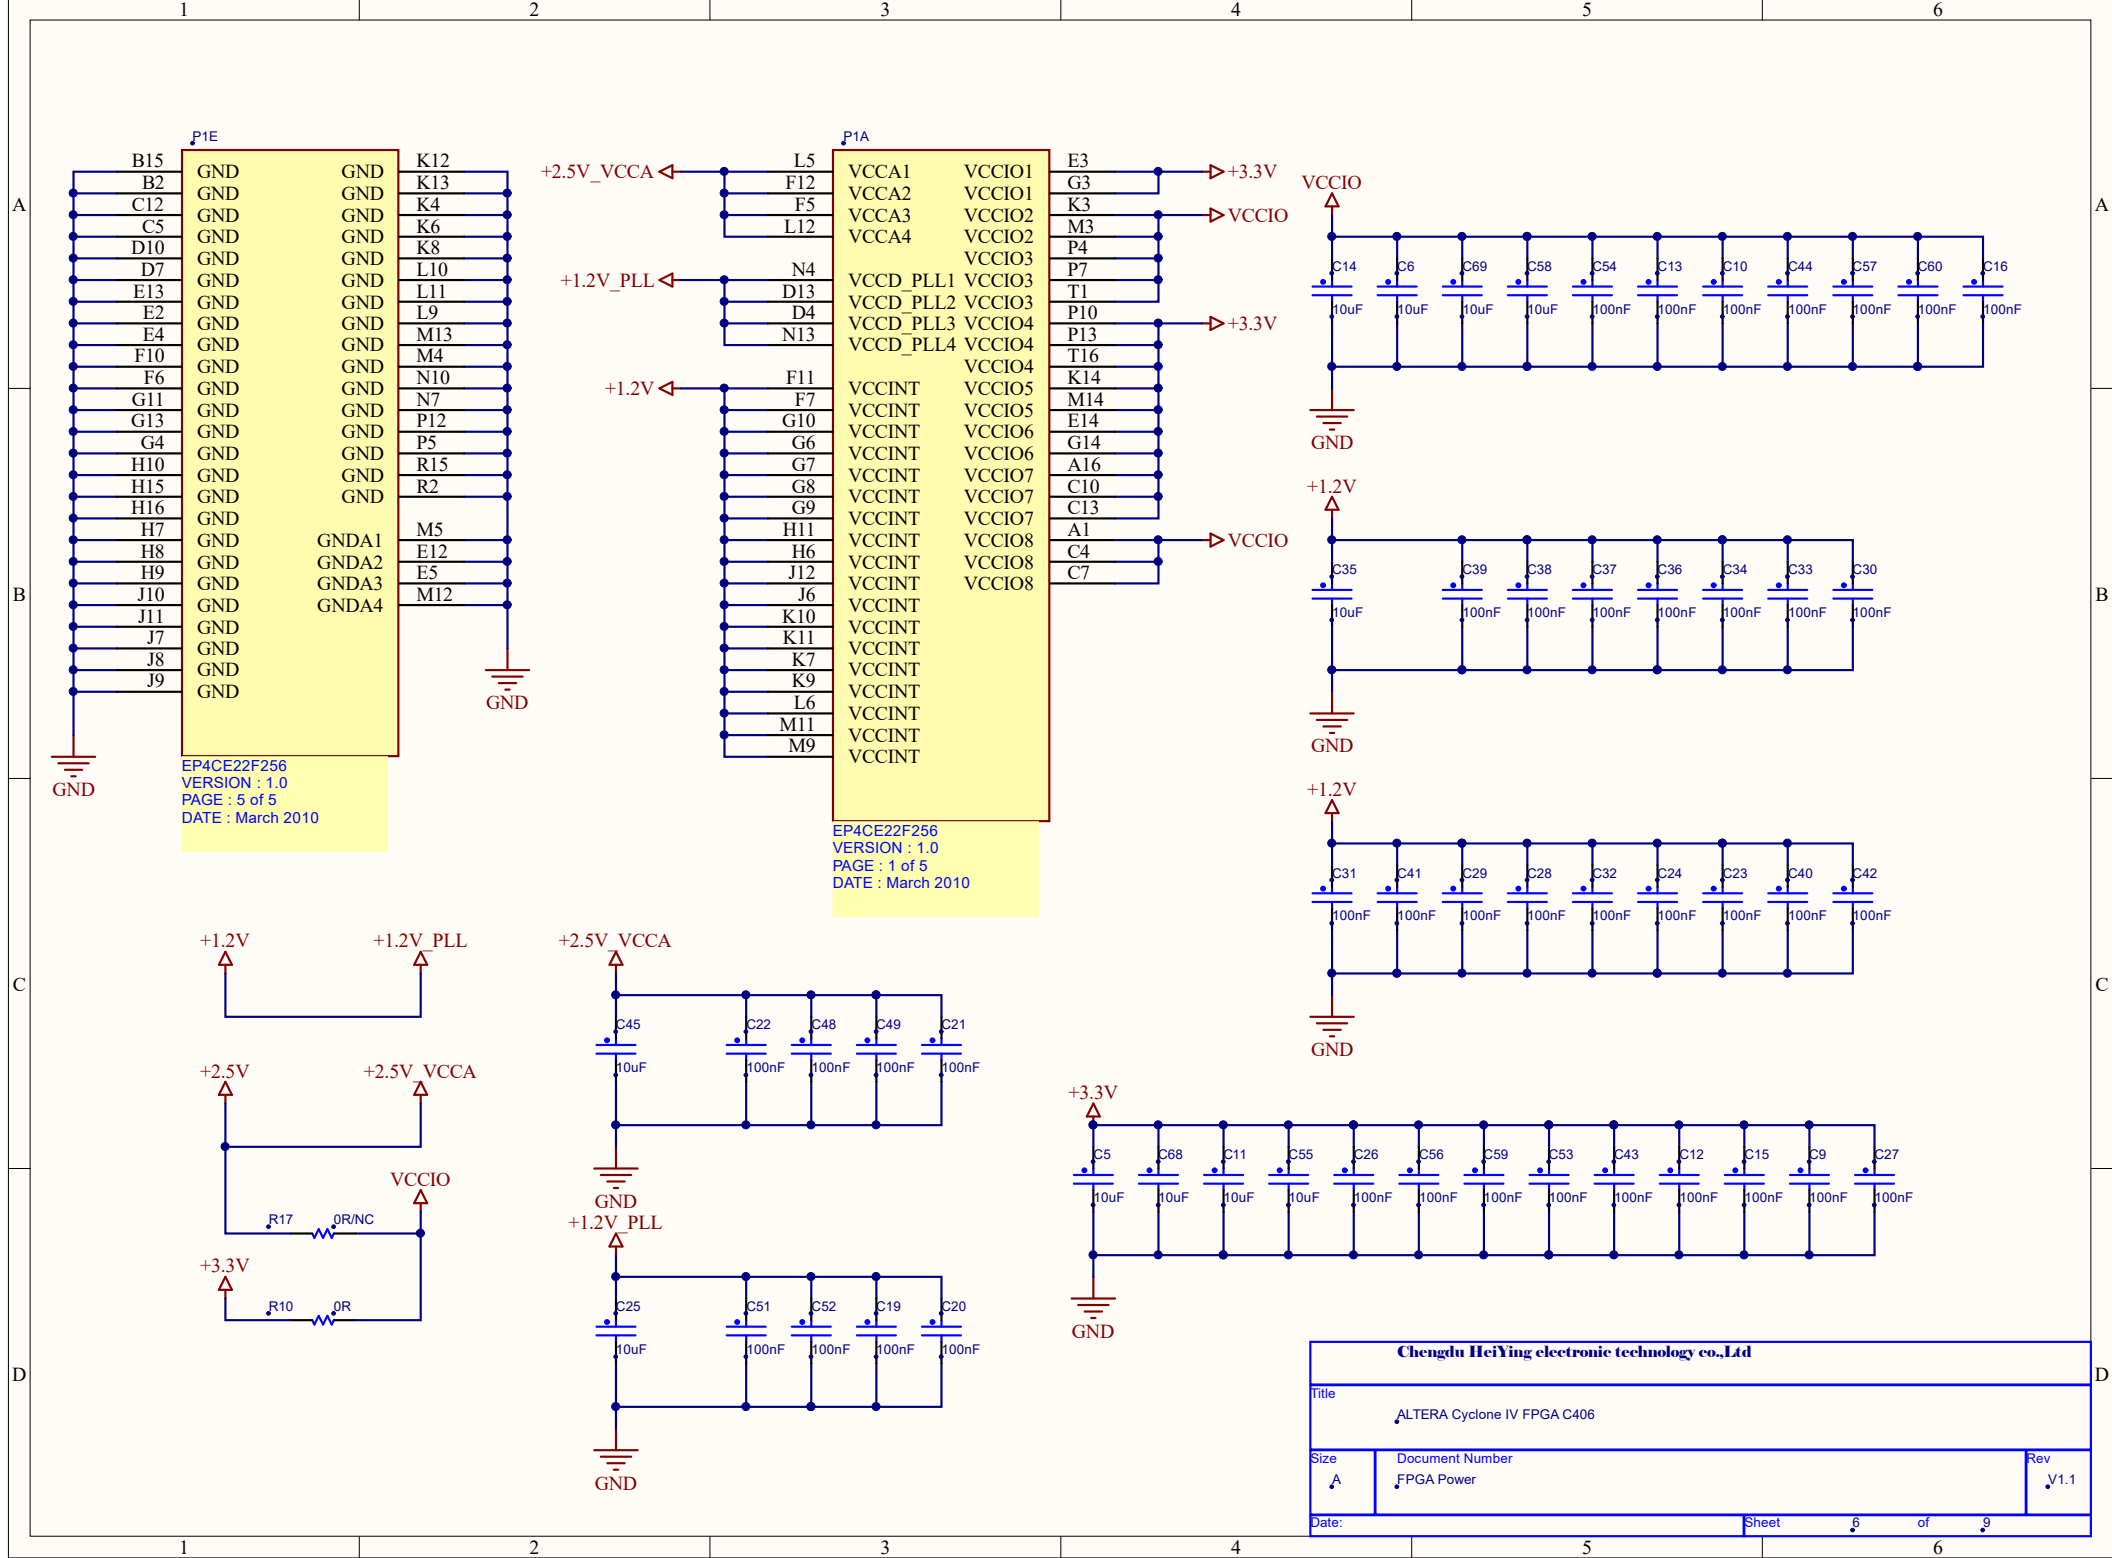 1 2 3 4 5 6
A
B
C
D
A
B
C
D
1 2 3 4 5 6
P1E
B15 GND GND K12
B2 GND GND K13
C12 GND GND K4
C5 GND GND K6
D10 GND GND K8
D7 GND GND L10
E13 GND GND L11
E2 GND GND L9
E4 GND GND M13
F10 GND GND M4
F6 GND GND N10
G11 GND GND N7
G13 GND GND P12
G4 GND GND P5
H10 GND GND R15
H15 GND GND R2
H16 GND
H7 GND GNDA1 M5
H8 GND GNDA2 E12
H9 GND GNDA3 E5
J10 GND GNDA4 M12
J11 GND
J7 GND
J8 GND
J9 GND
GND
GND
EP4CE22F256
VERSION : 1.0
PAGE : 5 of 5
DATE : March 2010
P1A
+2.5V_VCCA L5 VCCA1 VCCIO1 E3 +3.3V
F12 VCCA2 VCCIO1 G3
F5 VCCA3 VCCIO2 K3 VCCIO
L12 VCCA4 VCCIO2 M3
VCCIO3 P4
+1.2V_PLL N4 VCCD_PLL1 VCCIO3 P7
D13 VCCD_PLL2 VCCIO3 T1
D4 VCCD_PLL3 VCCIO4 P10 +3.3V
N13 VCCD_PLL4 VCCIO4 P13
VCCIO4 T16
+1.2V F11 VCCINT VCCIO5 K14
F7 VCCINT VCCIO5 M14
G10 VCCINT VCCIO6 E14
G6 VCCINT VCCIO6 G14
G7 VCCINT VCCIO7 A16
G8 VCCINT VCCIO7 C10
G9 VCCINT VCCIO7 C13
H11 VCCINT VCCIO8 A1 VCCIO
H6 VCCINT VCCIO8 C4
J12 VCCINT VCCIO8 C7
J6 VCCINT
K10 VCCINT
K11 VCCINT
K7 VCCINT
K9 VCCINT
L6 VCCINT
M11 VCCINT
M9 VCCINT
EP4CE22F256
VERSION : 1.0
PAGE : 1 of 5
DATE : March 2010
VCCIO
C14 C6 C69 C58 C54 C13 C10 C44 C57 C60 C16
10uF 10uF 10uF 10uF 100nF 100nF 100nF 100nF 100nF 100nF 100nF
GND
+1.2V
C35 C39 C38 C37 C36 C34 C33 C30
10uF 100nF 100nF 100nF 100nF 100nF 100nF 100nF
GND
+1.2V
C31 C41 C29 C28 C32 C24 C23 C40 C42
100nF 100nF 100nF 100nF 100nF 100nF 100nF 100nF 100nF
GND
+1.2V +1.2V_PLL
+2.5V +2.5V_VCCA
VCCIO
R17 0R/NC
+3.3V
R10 0R
+2.5V_VCCA
C45 C22 C48 C49 C21
10uF 100nF 100nF 100nF 100nF
GND
+1.2V_PLL
C25 C51 C52 C19 C20
10uF 100nF 100nF 100nF 100nF
GND
+3.3V
C5 C68 C11 C55 C26 C56 C59 C53 C43 C12 C15 C9 C27
10uF 10uF 10uF 10uF 100nF 100nF 100nF 100nF 100nF 100nF 100nF 100nF 100nF
GND
Chengdu HeiYing electronic technology co.,Ltd
Title
ALTERA Cyclone IV FPGA C406
Size Document Number Rev
A FPGA Power V1.1
Date: Sheet 6 of 9